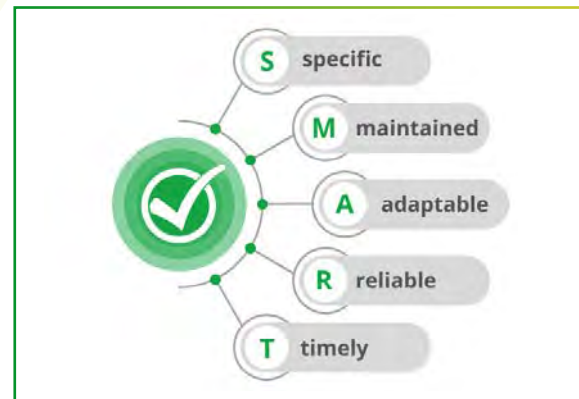 S specific
M maintained
A adaptable
R reliable
T timely